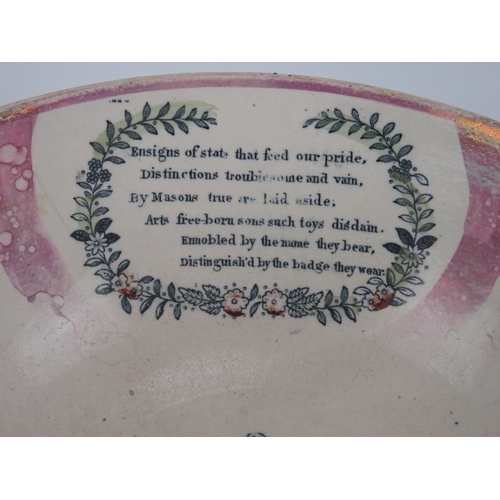 Ensigns of state that feed our pride,
Distinctions troublesome and vain,
By Masons true are laid aside:
Arts free-born sons such toys disdain.
Ennobled by the name they bear,
Distinguish'd by the badge they wear.